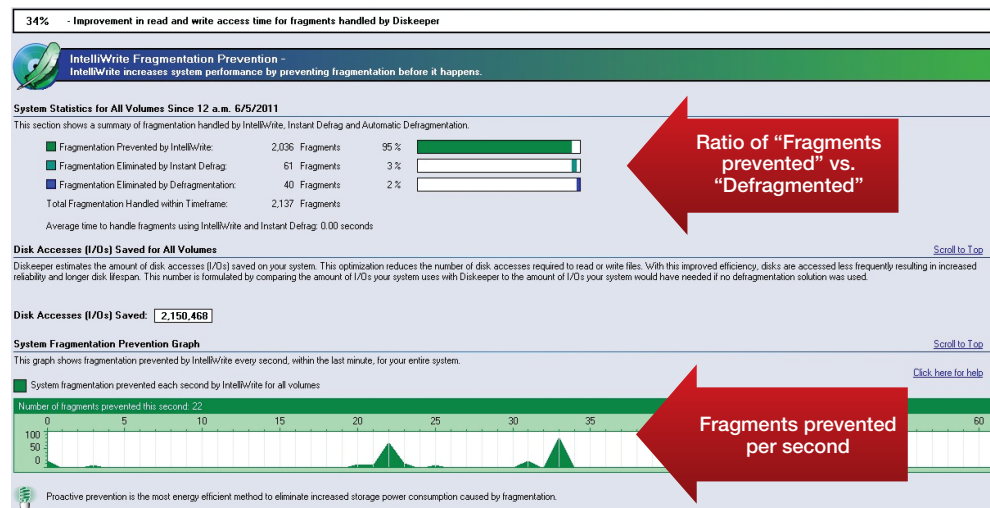 34% - Improvement in read and write access time for fragments handled by Diskeeper
IntelliWrite Fragmentation Prevention -
IntelliWrite increases system performance by preventing fragmentation before it happens.
System Statistics for All Volumes Since 12 a.m. 6/5/2011
This section shows a summary of fragmentation handled by IntelliWrite, Instant Defrag and Automatic Defragmentation.
Fragmentation Prevented by IntelliWrite: 2,036 Fragments 95 %
Fragmentation Eliminated by Instant Defrag: 61 Fragments 3 %
Fragmentation Eliminated by Defragmentation: 40 Fragments 2 %
Total Fragmentation Handled within Timeframe: 2,137 Fragments
Average time to handle fragments using IntelliWrite and Instant Defrag: 0.00 seconds
Ratio of “Fragments
prevented” vs.
“Defragmented”
Disk Accesses (I/Os) Saved for All Volumes Scroll to Top
Diskeeper estimates the amount of disk accesses (I/Os) saved on your system. This optimization reduces the number of disk accesses required to read or write files. With this improved efficiency, disks are accessed less frequently resulting in increased
reliability and longer disk lifespan. This number is formulated by comparing the amount of I/Os your system uses with Diskeeper to the amount of I/Os your system would have needed if no defragmentation solution was used.
Disk Accesses (I/Os) Saved: 2,150,468
System Fragmentation Prevention Graph Scroll to Top
This graph shows fragmentation prevented by IntelliWrite every second, within the last minute, for your entire system.
Click here for help
System fragmentation prevented each second by IntelliWrite for all volumes
Number of fragments prevented this second: 22
0 5 10 15 20 25 30 35 60
100
50
0
Fragments prevented
per second
Proactive prevention is the most energy efficient method to eliminate increased storage power consumption caused by fragmentation.